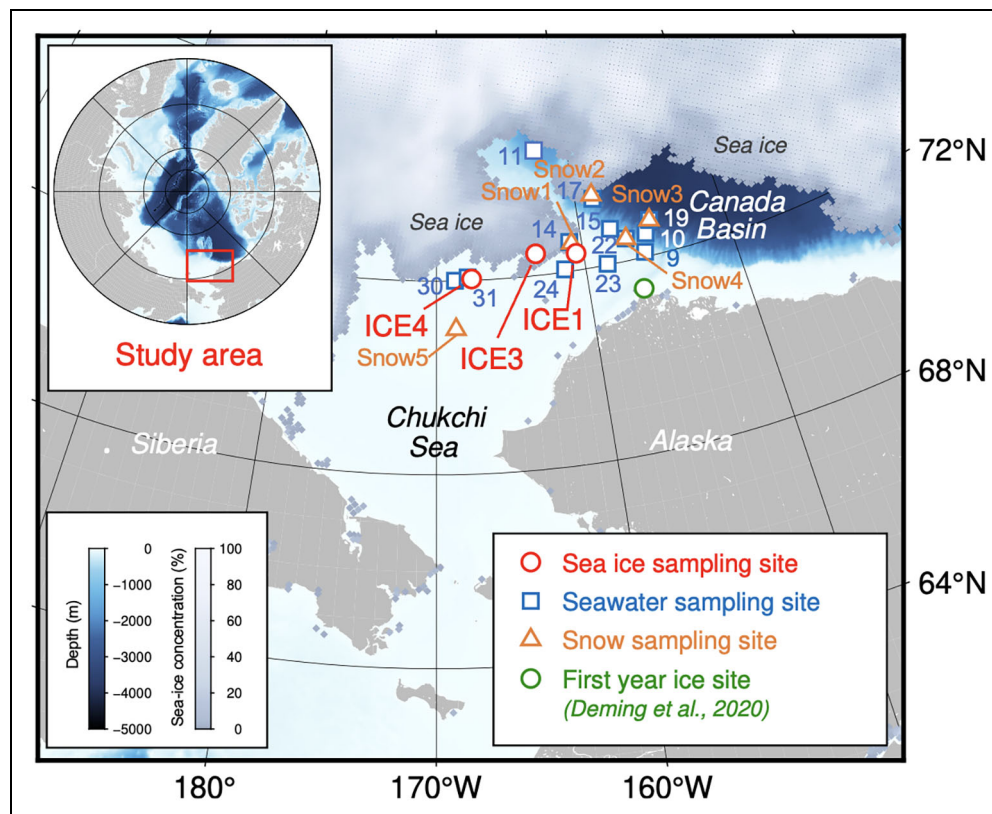 Study area
Sea ice
72°N
11
Snow2
Snow1
17
Snow3
Canada
Basin
Sea ice
14
15
19
22
10
9
30
31
24
23
Snow4
ICE4
ICE1
ICE3
Snow5
68°N
Chukchi
Sea
Siberia
Alaska
64°N
Depth (m)
0
−1000
−2000
−3000
−4000
−5000
Sea-ice concentration (%)
100
80
60
40
20
0
Sea ice sampling site
Seawater sampling site
Snow sampling site
First year ice site
(Deming et al., 2020)
180°
170°W
160°W